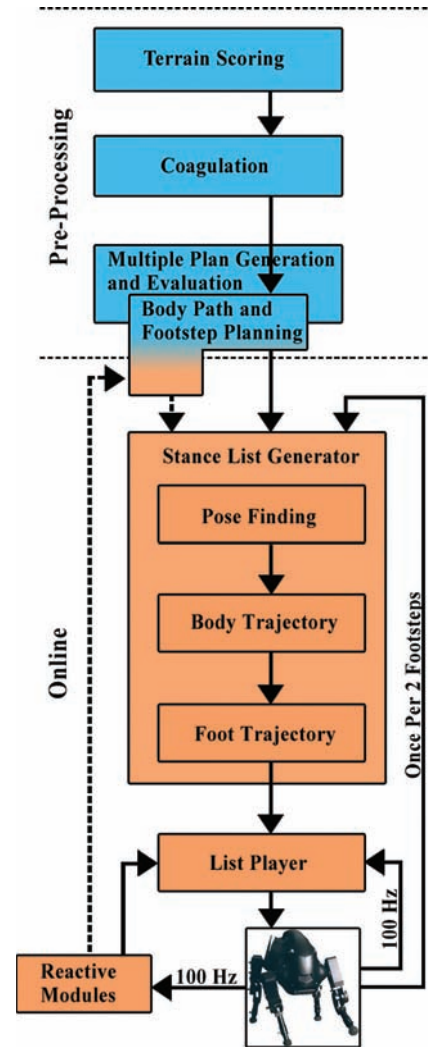 Pre-Processing
Terrain Scoring
Coagulation
Multiple Plan Generation
and Evaluation
Body Path and
Footstep Planning
Online
Stance List Generator
Pose Finding
Body Trajectory
Foot Trajectory
Once Per 2 Footsteps
List Player
100 Hz
Reactive
Modules
100 Hz